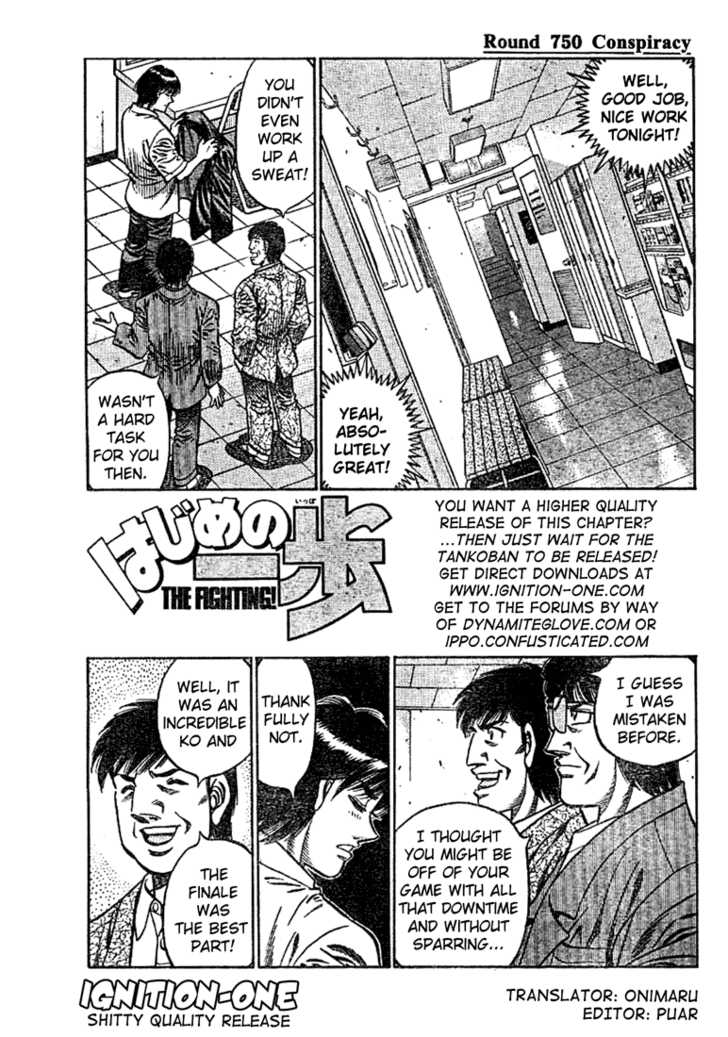 Round 750 Conspiracy
WELL,
GOOD JOB,
NICE WORK
TONIGHT!
YEAH,
ABSO-
LUTELY
GREAT!
YOU
DIDN'T
EVEN
WORK
UP A
SWEAT!
WASN'T
A HARD
TASK
FOR YOU
THEN.
はじめの一歩
いっぽ
THE FIGHTING!
YOU WANT A HIGHER QUALITY
RELEASE OF THIS CHAPTER?
...THEN JUST WAIT FOR THE
TANKOBAN TO BE RELEASED!
GET DIRECT DOWNLOADS AT
WWW.IGNITION-ONE.COM
GET TO THE FORUMS BY WAY
OF DYNAMITEGLOVE.COM OR
IPPO.CONFUSTICATED.COM
I GUESS
I WAS
MISTAKEN
BEFORE.
I THOUGHT
YOU MIGHT BE
OFF OF YOUR
GAME WITH ALL
THAT DOWNTIME
AND WITHOUT
SPARRING...
THANK
FULLY
NOT.
WELL, IT
WAS AN
INCREDIBLE
KO AND
THE
FINALE
WAS
THE BEST
PART!
IGNITION-ONE
SHITTY QUALITY RELEASE
TRANSLATOR: ONIMARU
EDITOR: PUAR